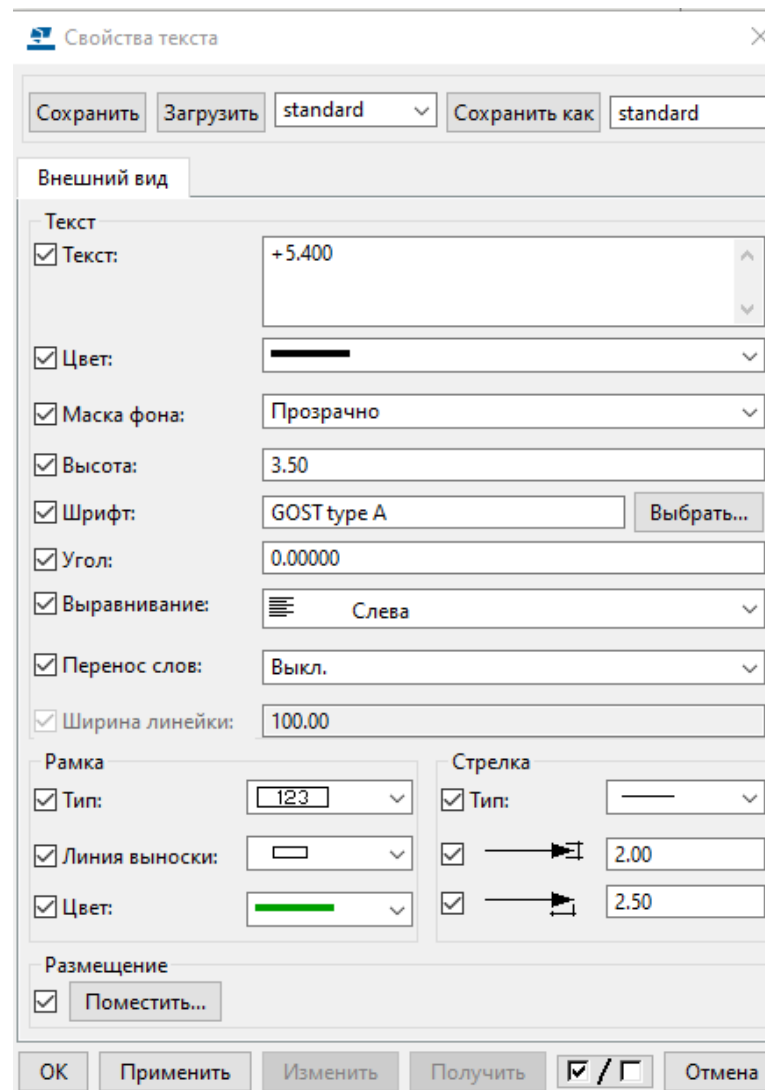 Свойства текста
Сохранить Загрузить standard Сохранить как standard
Внешний вид
Текст
Текст: +5.400
Цвет:
Маска фона: Прозрачно
Высота: 3.50
Шрифт: GOST type A Выбрать...
Угол: 0.00000
Выравнивание: Слева
Перенос слов: Выкл.
Ширина линейки: 100.00
Рамка Стрелка
Тип: 123 Тип:
Линия выноски: 2.00
Цвет: 2.50
Размещение
Поместить...
ОК Применить Изменить Получить / Отмена